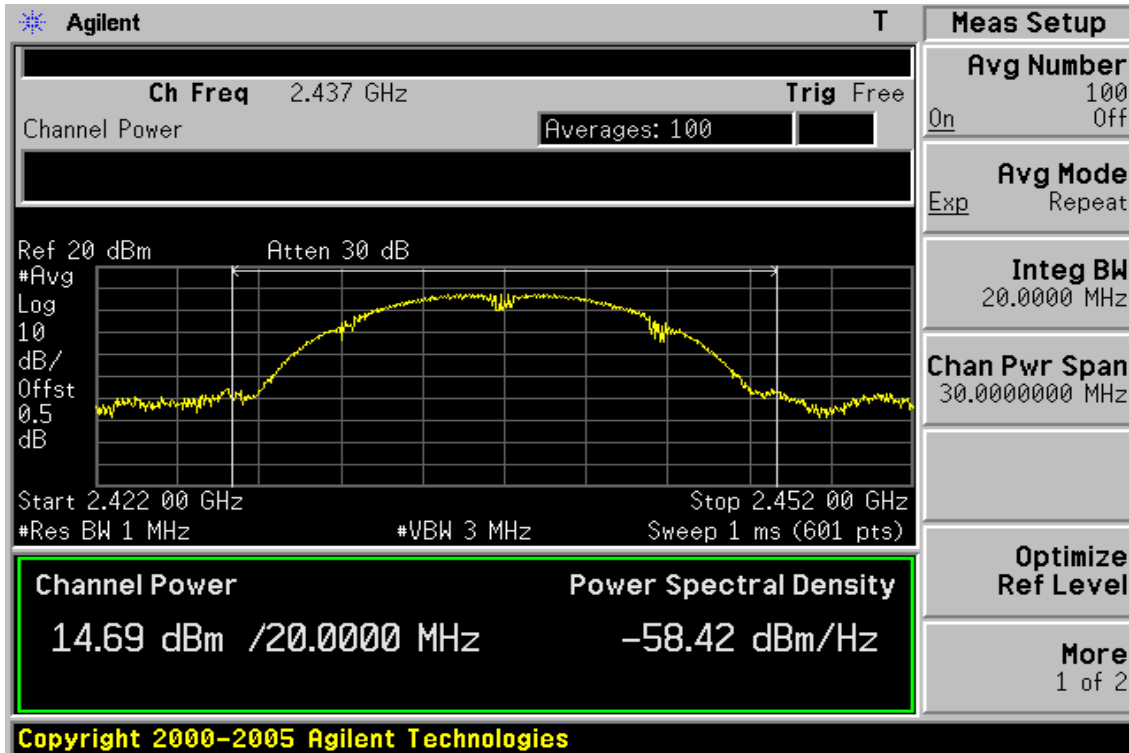 Agilent T
Ch Freq 2.437 GHz Trig Free
Channel Power Averages: 100
Ref 20 dBm Atten 30 dB
#Avg
Log
10
dB/
Offst
0.5
dB
Start 2.422 00 GHz Stop 2.452 00 GHz
#Res BW 1 MHz #VBW 3 MHz Sweep 1 ms (601 pts)
Channel Power Power Spectral Density
14.69 dBm /20.0000 MHz -58.42 dBm/Hz
Copyright 2000-2005 Agilent Technologies
Meas Setup
Avg Number
100
On Off
Avg Mode
Exp Repeat
Integ BW
20.0000 MHz
Chan Pwr Span
30.0000000 MHz
Optimize
Ref Level
More
1 of 2